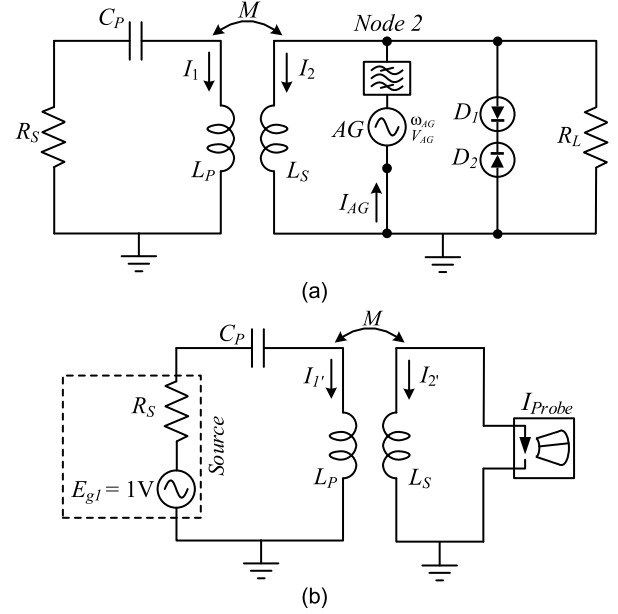 C_P
M
Node 2
I_1
I_2
R_S
L_P
L_S
AG
ω_AG
V_AG
I_AG
D_1
D_2
R_L
(a)
C_P
M
R_S
Source
E_g1 = 1V
I_1'
I_2'
L_P
L_S
I_Probe
(b)